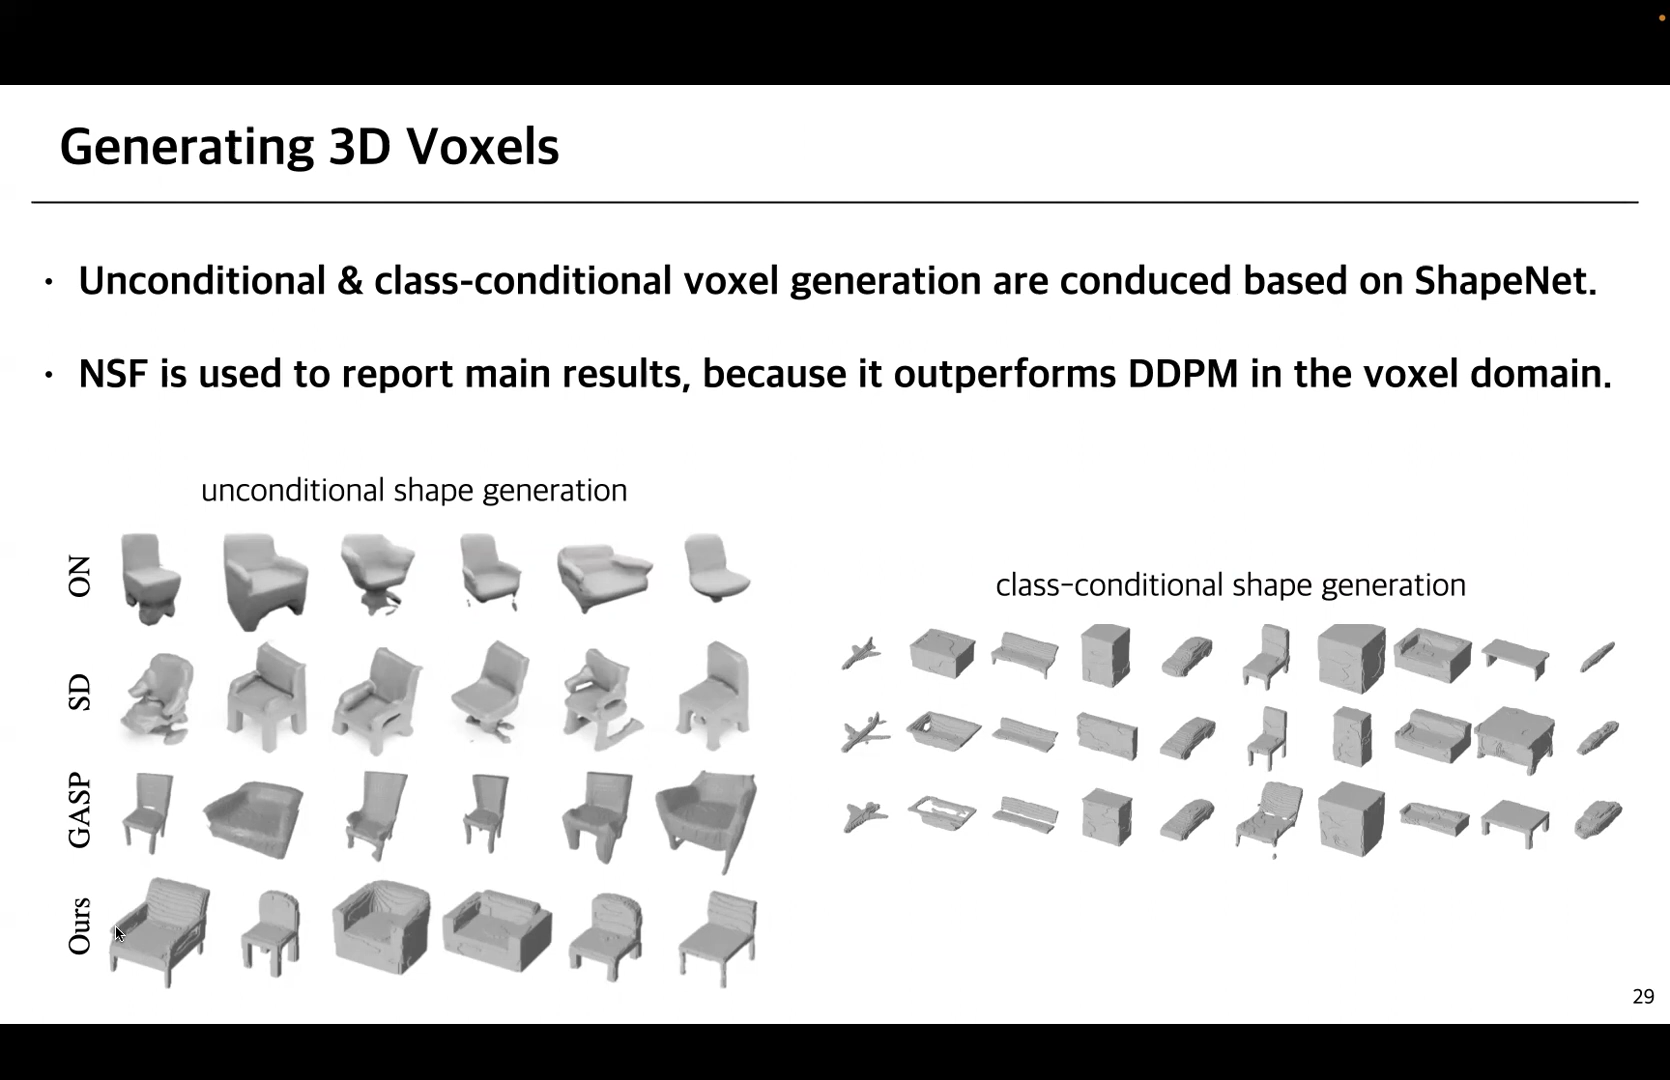 Generating 3D Voxels
• Unconditional & class-conditional voxel generation are conduced based on ShapeNet.
• NSF is used to report main results, because it outperforms DDPM in the voxel domain.
unconditional shape generation
ON
SD
GASP
Ours
class-conditional shape generation
29